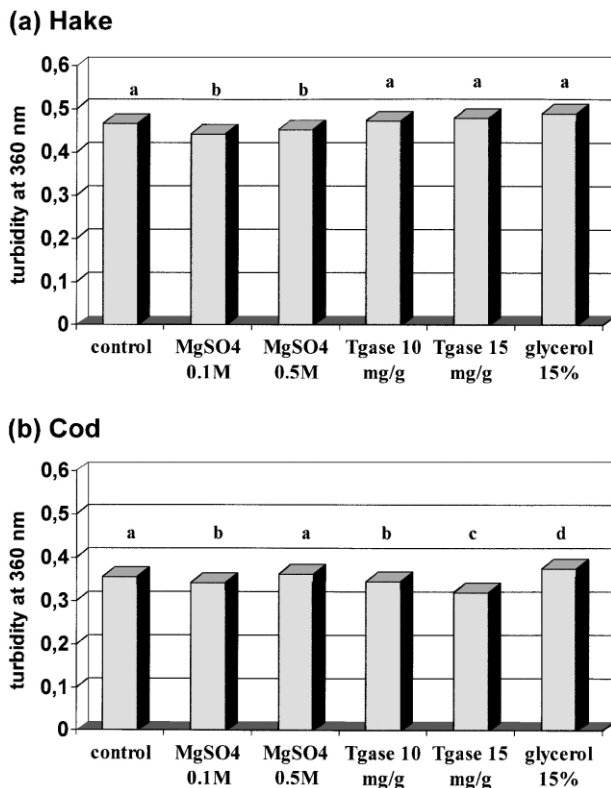 (a) Hake
turbidity at 360 nm
0,6
0,5
0,4
0,3
0,2
0,1
0
a b b a a a
control MgSO4 MgSO4 Tgase 10 Tgase 15 glycerol
0.1M 0.5M mg/g mg/g 15%
(b) Cod
turbidity at 360 nm
0,6
0,5
0,4
0,3
0,2
0,1
0
a b a b c d
control MgSO4 MgSO4 Tgase 10 Tgase 15 glycerol
0.1M 0.5M mg/g mg/g 15%